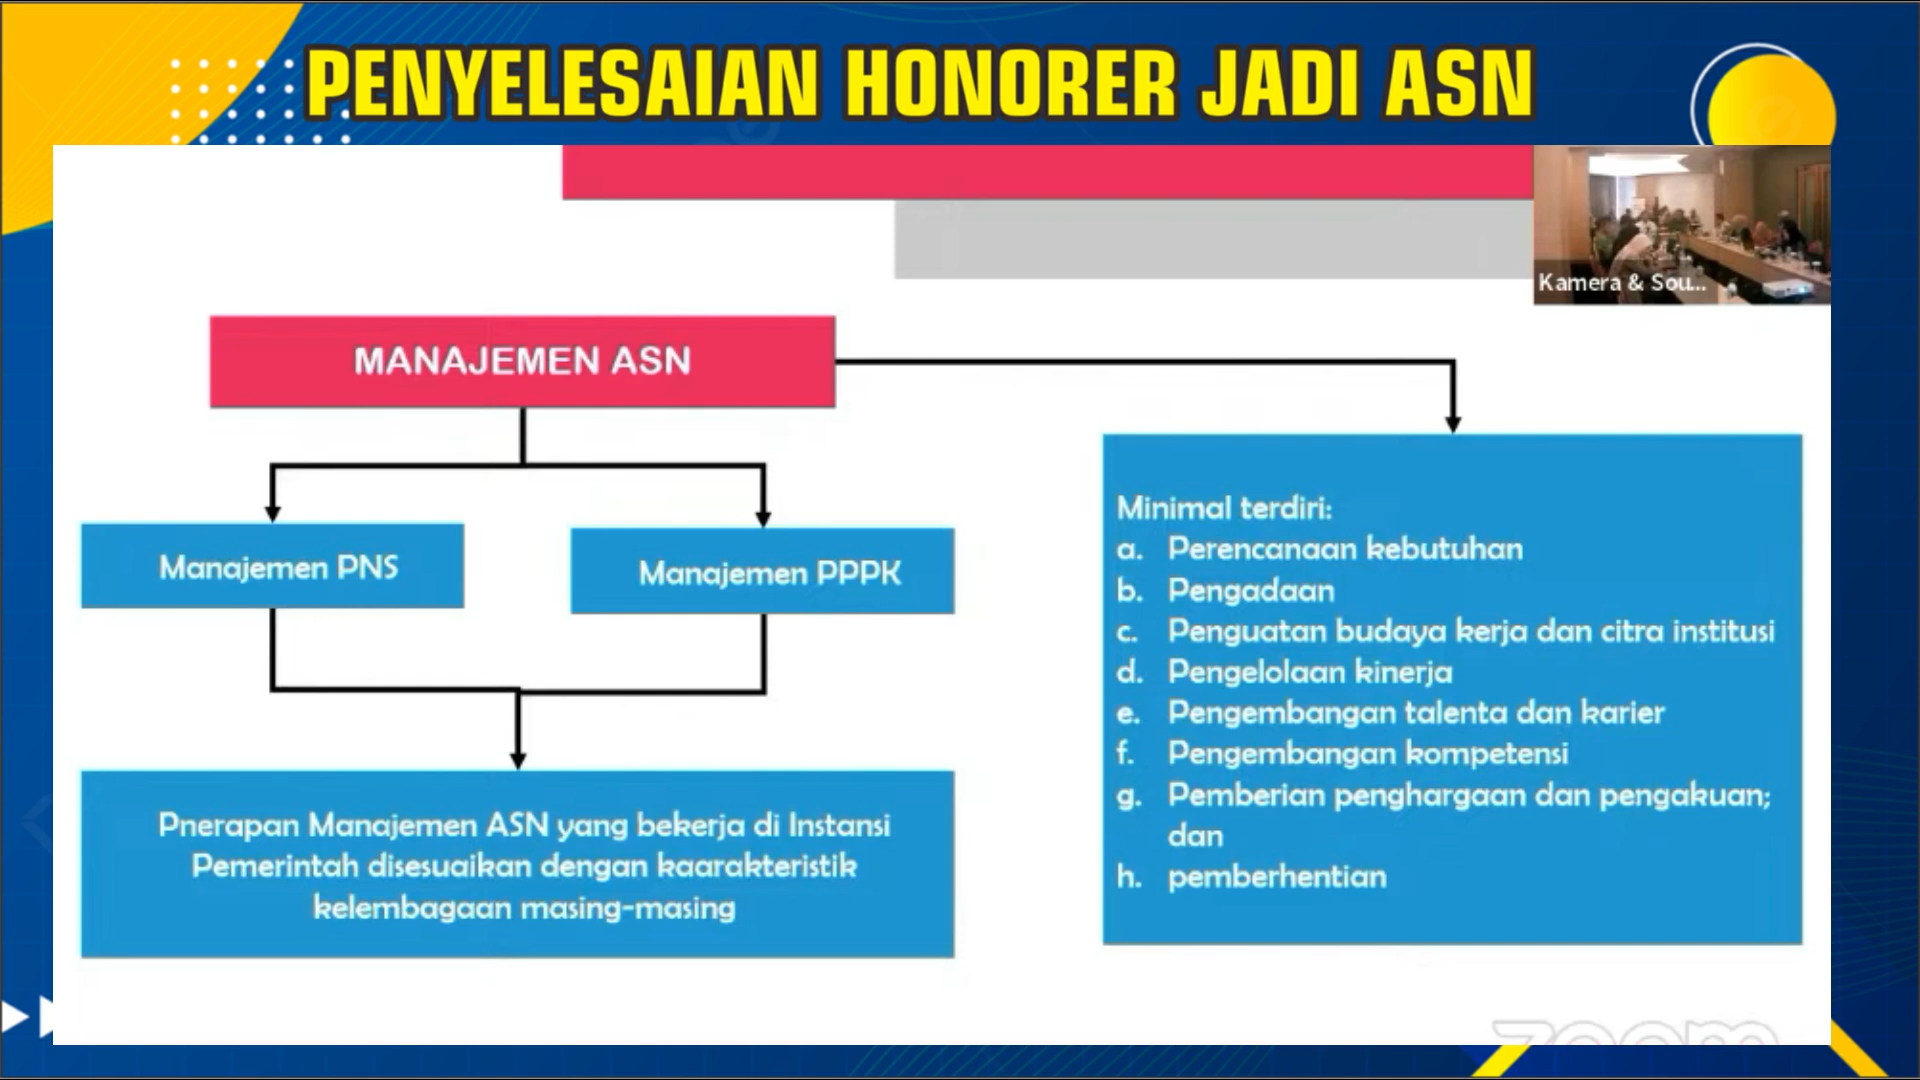 PENYELESAIAN HONORER JADI ASN
Kamera & Sou...
MANAJEMEN ASN
Manajemen PNS
Manajemen PPPK
Pnerapan Manajemen ASN yang bekerja di Instansi
Pemerintah disesuaikan dengan kaarakteristik
kelembagaan masing-masing
Minimal terdiri:
a. Perencanaan kebutuhan
b. Pengadaan
c. Penguatan budaya kerja dan citra institusi
d. Pengelolaan kinerja
e. Pengembangan talenta dan karier
f. Pengembangan kompetensi
g. Pemberian penghargaan dan pengakuan;
dan
h. pemberhentian
zoom